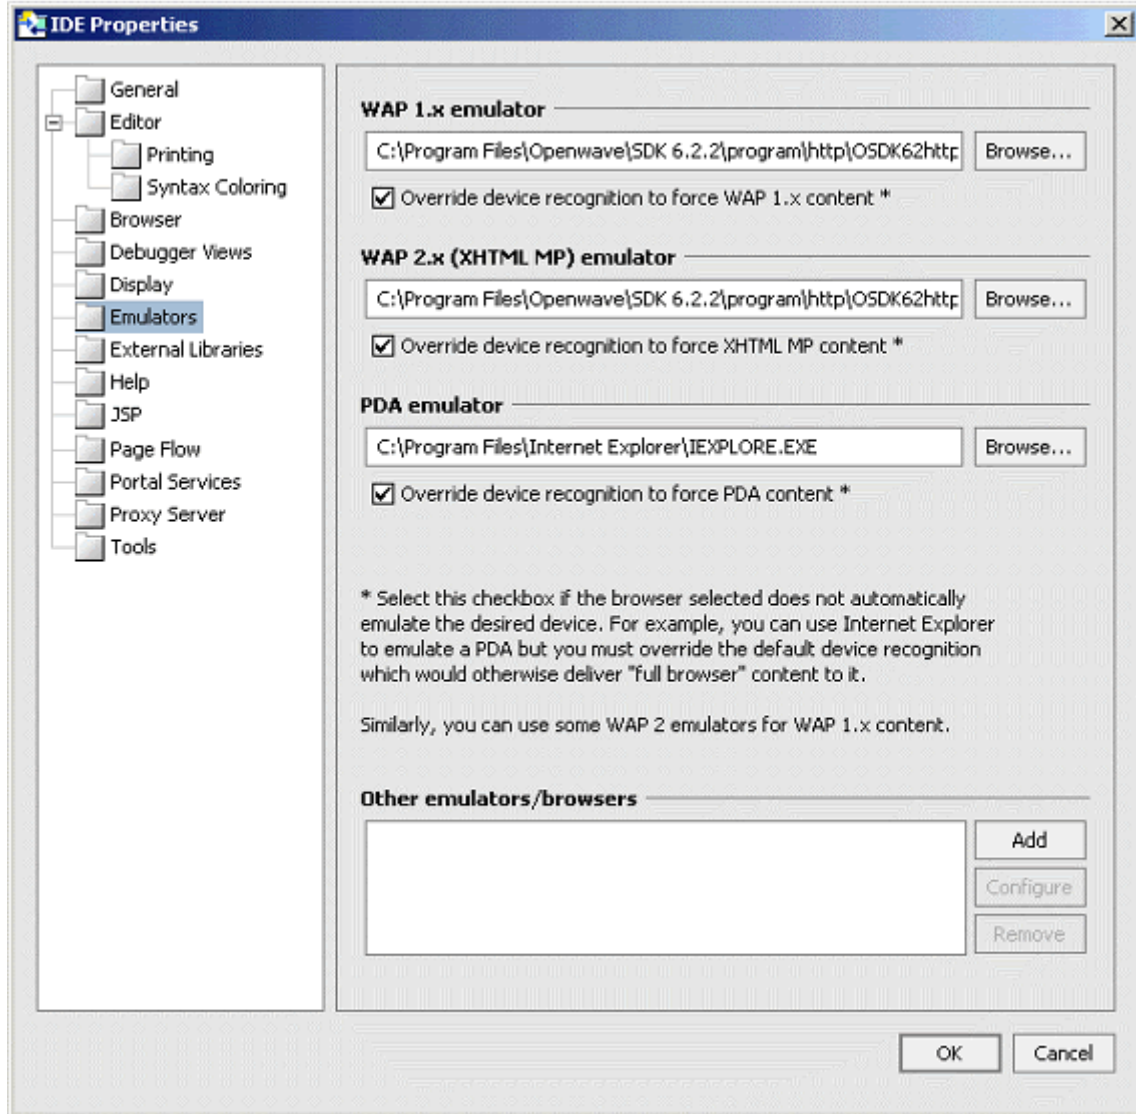 IDE Properties
General
Editor
Printing
Syntax Coloring
Browser
Debugger Views
Display
Emulators
External Libraries
Help
JSP
Page Flow
Portal Services
Proxy Server
Tools
WAP 1.x emulator
C:\Program Files\Openwave\SDK 6.2.2\program\http\OSDK62http
Browse...
Override device recognition to force WAP 1.x content *
WAP 2.x (XHTML MP) emulator
C:\Program Files\Openwave\SDK 6.2.2\program\http\OSDK62http
Browse...
Override device recognition to force XHTML MP content *
PDA emulator
C:\Program Files\Internet Explorer\IEXPLORE.EXE
Browse...
Override device recognition to force PDA content *
* Select this checkbox if the browser selected does not automatically
emulate the desired device. For example, you can use Internet Explorer
to emulate a PDA but you must override the default device recognition
which would otherwise deliver "full browser" content to it.
Similarly, you can use some WAP 2 emulators for WAP 1.x content.
Other emulators/browsers
Add
Configure
Remove
OK
Cancel